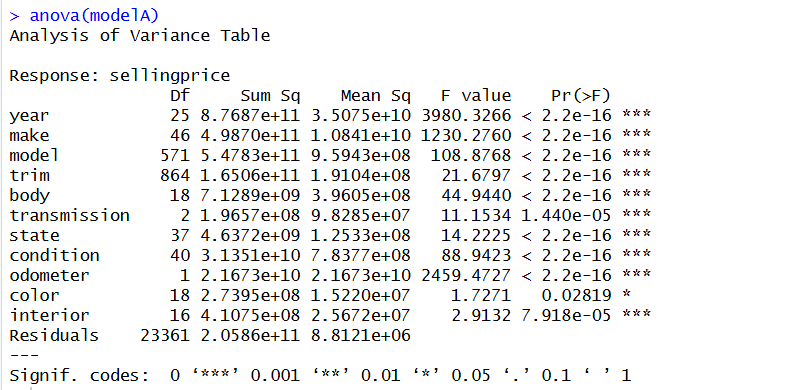 > anova(modelA)
Analysis of Variance Table

Response: sellingprice
                Df     Sum Sq    Mean Sq   F value    Pr(>F)    
year            25 8.7687e+11 3.5075e+10 3980.3266 < 2.2e-16 ***
make            46 4.9870e+11 1.0841e+10 1230.2760 < 2.2e-16 ***
model          571 5.4783e+11 9.5943e+08  108.8768 < 2.2e-16 ***
trim           864 1.6506e+11 1.9104e+08   21.6797 < 2.2e-16 ***
body            18 7.1289e+09 3.9605e+08   44.9440 < 2.2e-16 ***
transmission     2 1.9657e+08 9.8285e+07   11.1534 1.440e-05 ***
state           37 4.6372e+09 1.2533e+08   14.2225 < 2.2e-16 ***
condition       40 3.1351e+10 7.8377e+08   88.9423 < 2.2e-16 ***
odometer         1 2.1673e+10 2.1673e+10 2459.4727 < 2.2e-16 ***
color           18 2.7395e+08 1.5220e+07    1.7271   0.02819 *
interior        16 4.1075e+08 2.5672e+07    2.9132 7.918e-05 ***
Residuals    23361 2.0586e+11 8.8121e+06
---
Signif. codes:  0 ‘***’ 0.001 ‘**’ 0.01 ‘*’ 0.05 ‘.’ 0.1 ‘ ’ 1